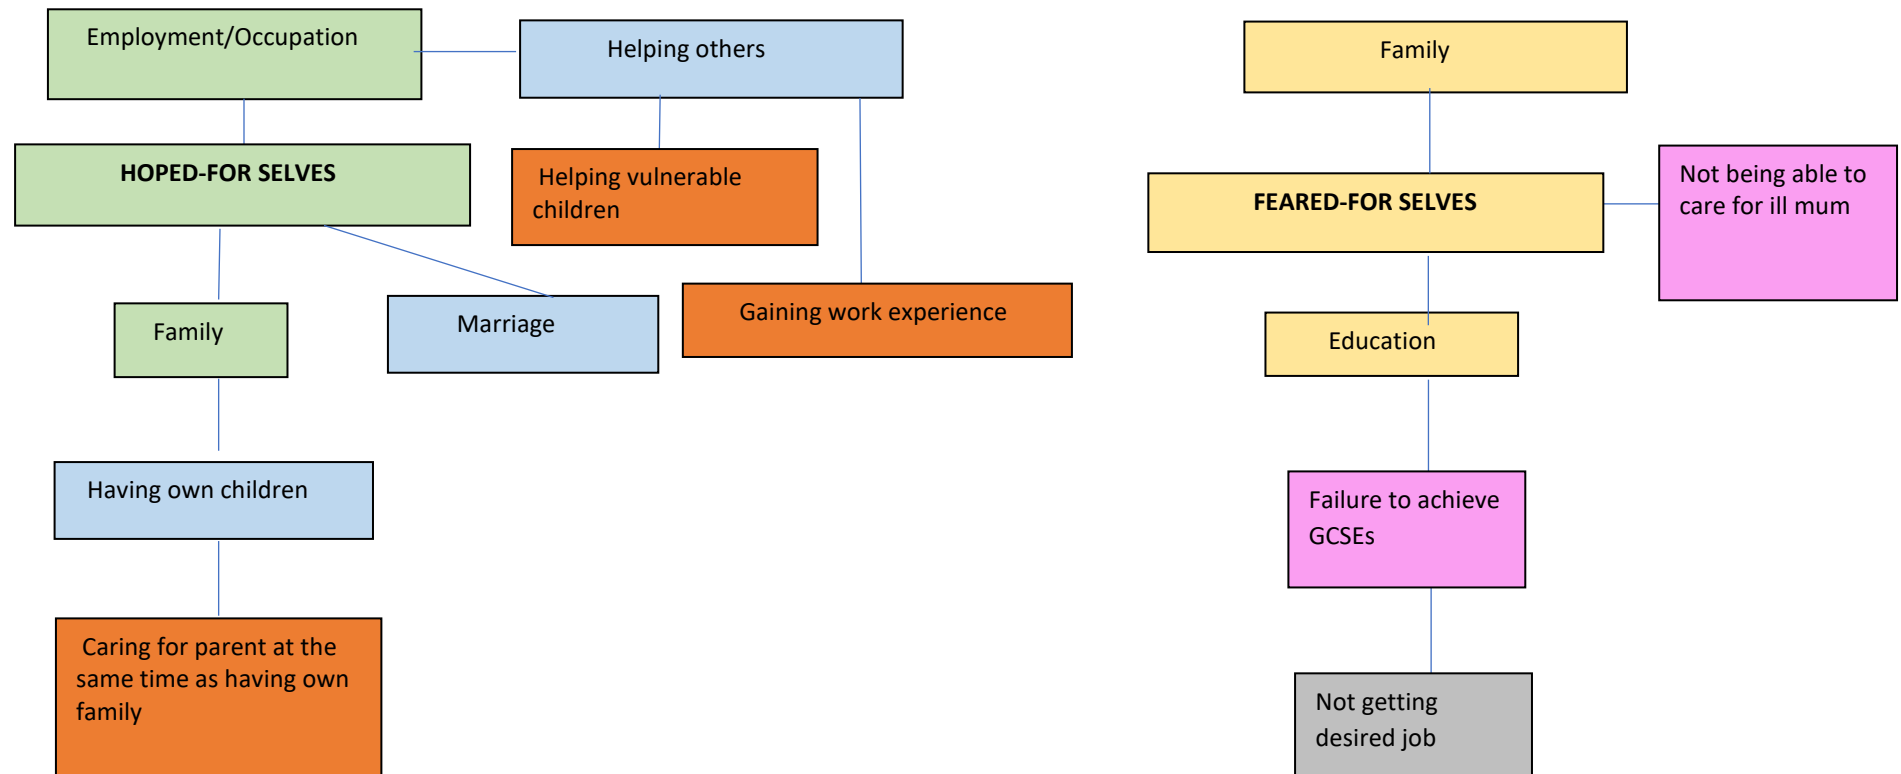 Employment/Occupation
Helping others
HOPED-FOR SELVES
Helping vulnerable
children
Family
Marriage
Gaining work experience
Having own children
Caring for parent at the
same time as having own
family
Family
FEARED-FOR SELVES
Not being able to
care for ill mum
Education
Failure to achieve
GCSEs
Not getting
desired job